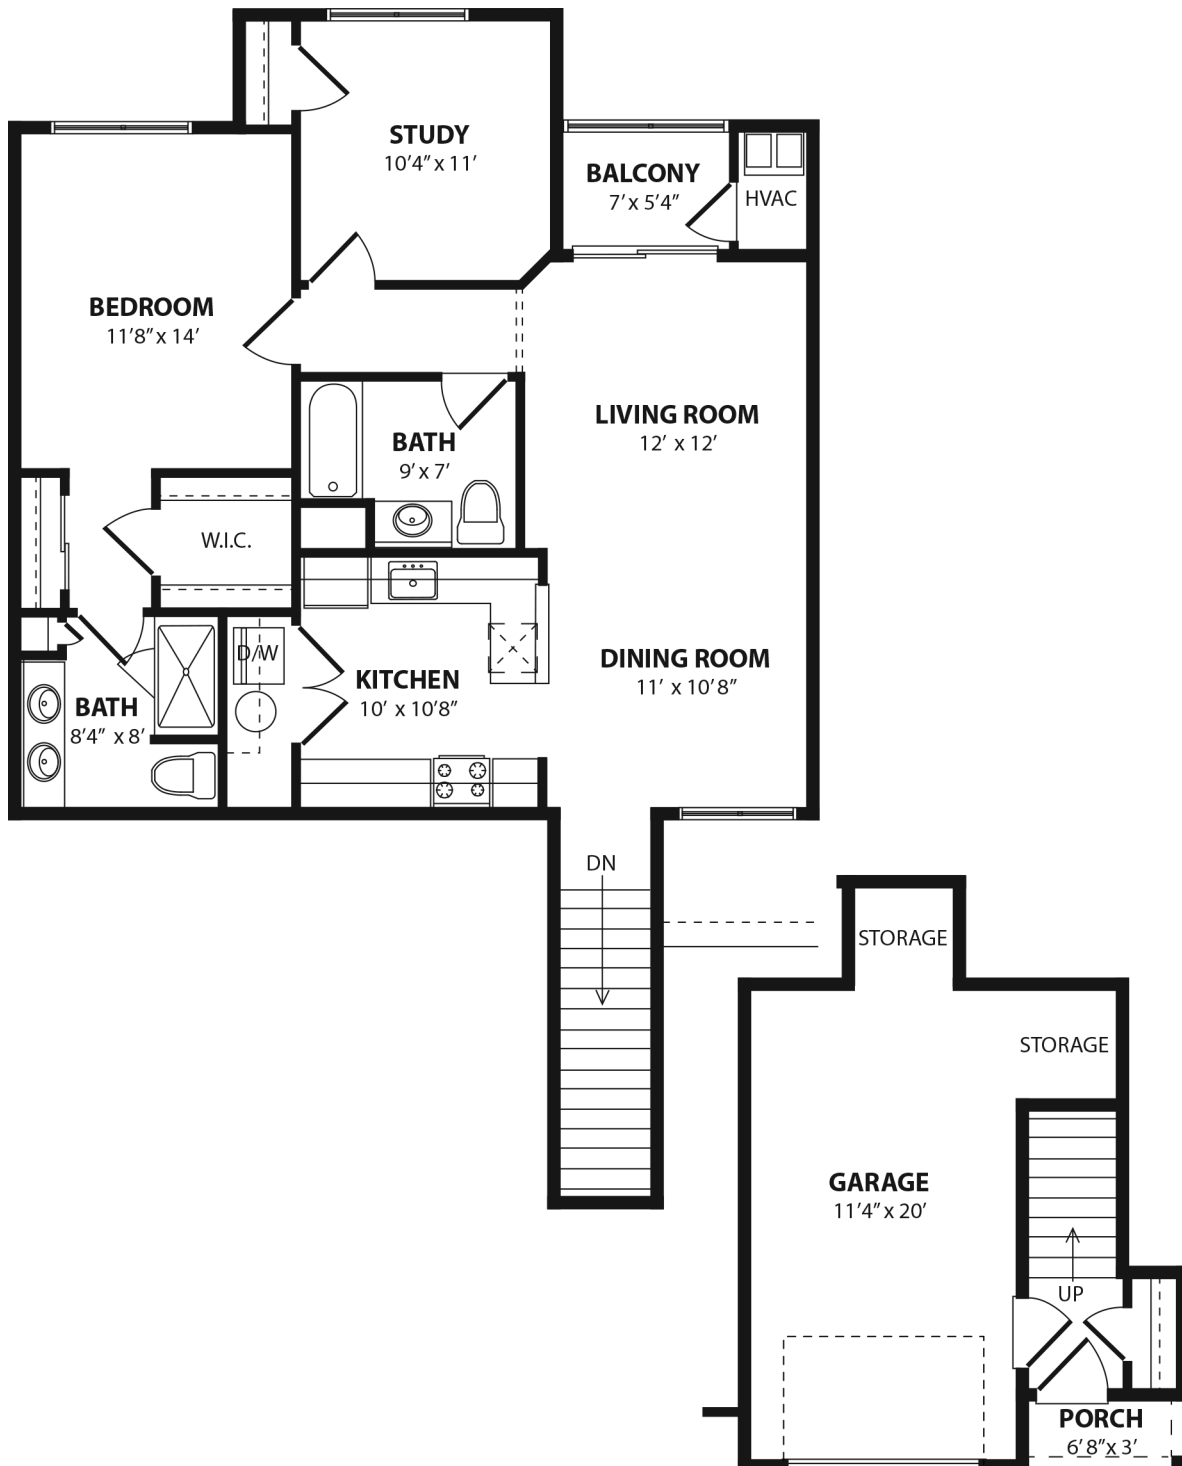 STUDY
10'4" x 11'
BALCONY
7' x 5'4"
HVAC
BEDROOM
11'8" x 14'
LIVING ROOM
12' x 12'
BATH
9' x 7'
W.I.C.
D/W
KITCHEN
10' x 10'8"
DINING ROOM
11' x 10'8"
BATH
8'4" x 8'
DN
STORAGE
STORAGE
GARAGE
11'4" x 20'
UP
PORCH
6'8" x 3'